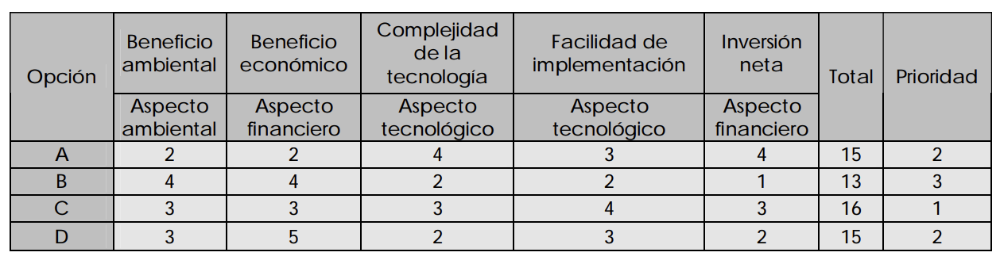 Opción
Beneficio
ambiental
Beneficio
económico
Complejidad
de la
tecnología
Facilidad de
implementación
Inversión
neta
Total
Prioridad
Aspecto
ambiental
Aspecto
financiero
Aspecto
tecnológico
Aspecto
tecnológico
Aspecto
financiero
A 2 2 4 3 4 15 2
B 4 4 2 2 1 13 3
C 3 3 3 4 3 16 1
D 3 5 2 3 2 15 2